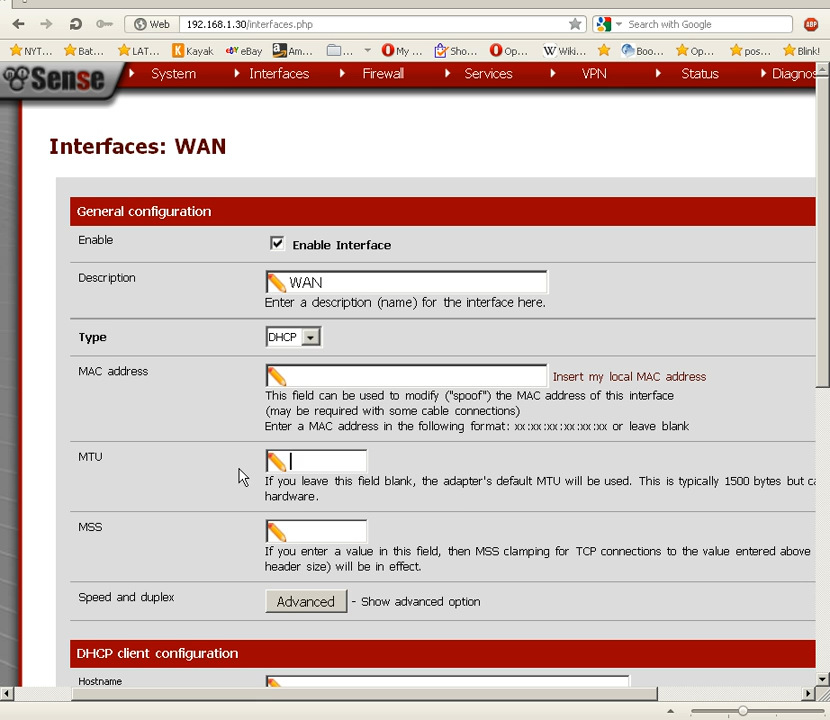 Web
192.168.1.30/interfaces.php
Search with Google
ABP
NYT...
Bat...
LAT...
K Kayak
eBay
a Am...
...
My ...
Sho...
Op...
W Wiki...
Boo...
Op...
pos...
Blink!
Sense
System
Interfaces
Firewall
Services
VPN
Status
Diagnos
Interfaces: WAN
General configuration
Enable
Enable Interface
Description
WAN
Enter a description (name) for the interface here.
Type
DHCP
MAC address
Insert my local MAC address
This field can be used to modify ("spoof") the MAC address of this interface
(may be required with some cable connections)
Enter a MAC address in the following format: xx:xx:xx:xx:xx:xx or leave blank
MTU
If you leave this field blank, the adapter's default MTU will be used. This is typically 1500 bytes but ca
hardware.
MSS
If you enter a value in this field, then MSS clamping for TCP connections to the value entered above
header size) will be in effect.
Speed and duplex
Advanced
- Show advanced option
DHCP client configuration
Hostname